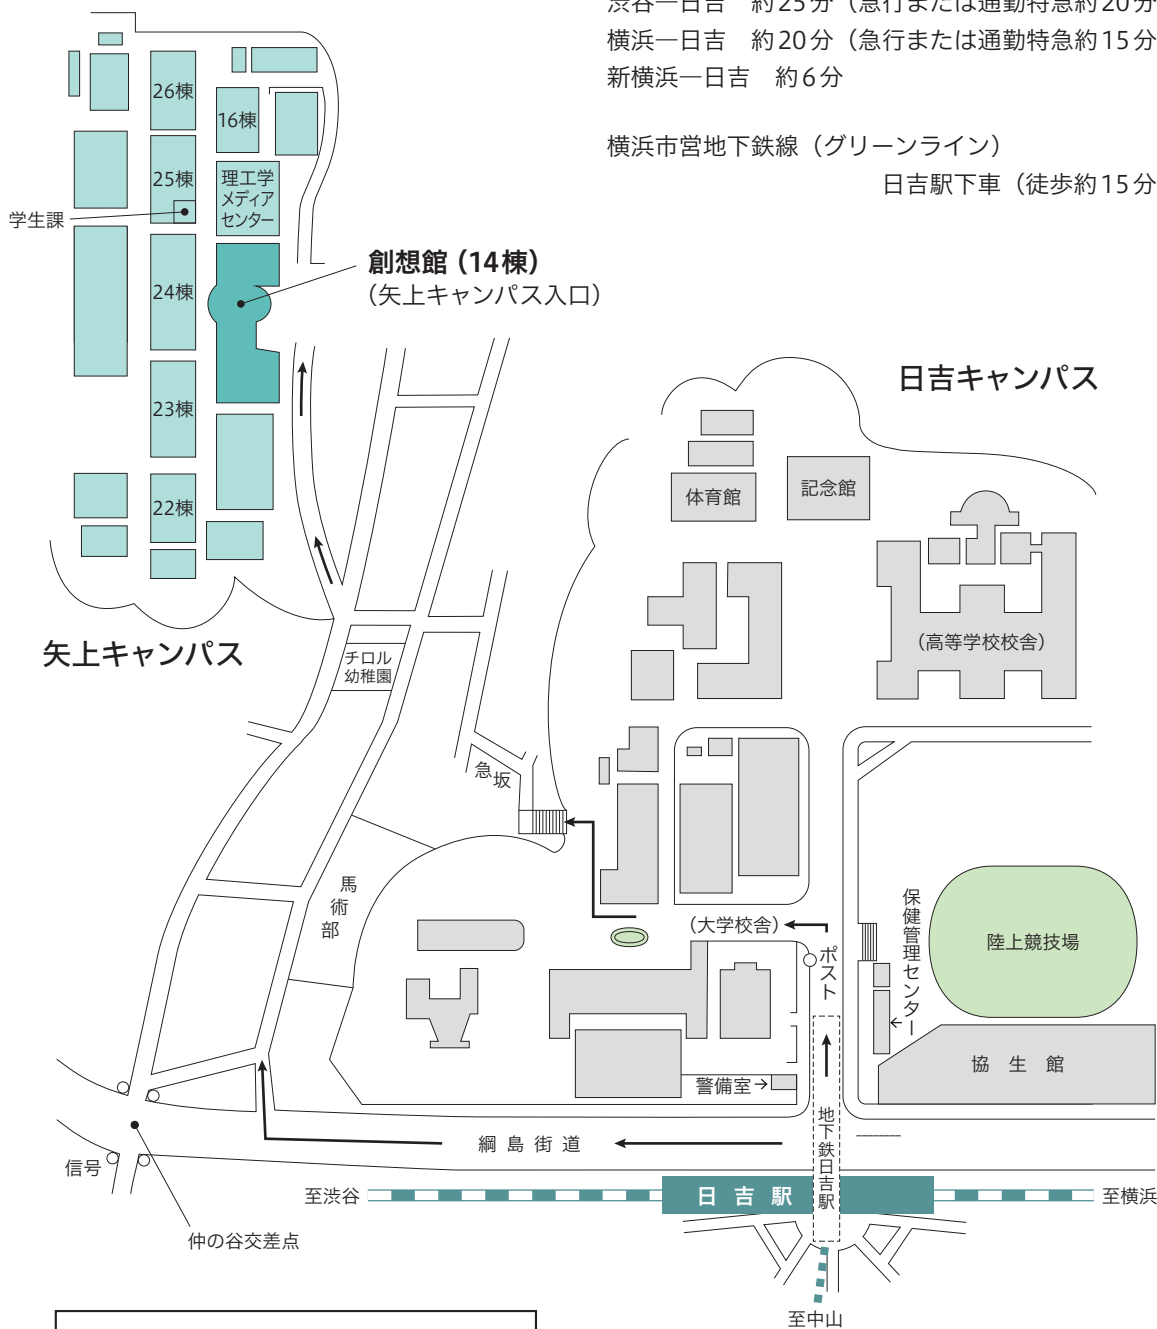 渋谷―日吉　約25分（急行または通勤特急約20分
横浜―日吉　約20分（急行または通勤特急約15分
新横浜―日吉　約6分
横浜市営地下鉄線（グリーンライン）
日吉駅下車（徒歩約15分
26棟
16棟
25棟
理工学
メディア
センター
学生課
創想館（14棟）
（矢上キャンパス入口）
24棟
23棟
22棟
矢上キャンパス
日吉キャンパス
体育館
記念館
（高等学校校舎）
チロル
幼稚園
急坂
馬術部
（大学校舎）
ポスト
保健管理センター
←
陸上競技場
協生館
警備室→
地下鉄日吉駅
綱島街道
信号
仲の谷交差点
至渋谷
日吉駅
至横浜
至中山